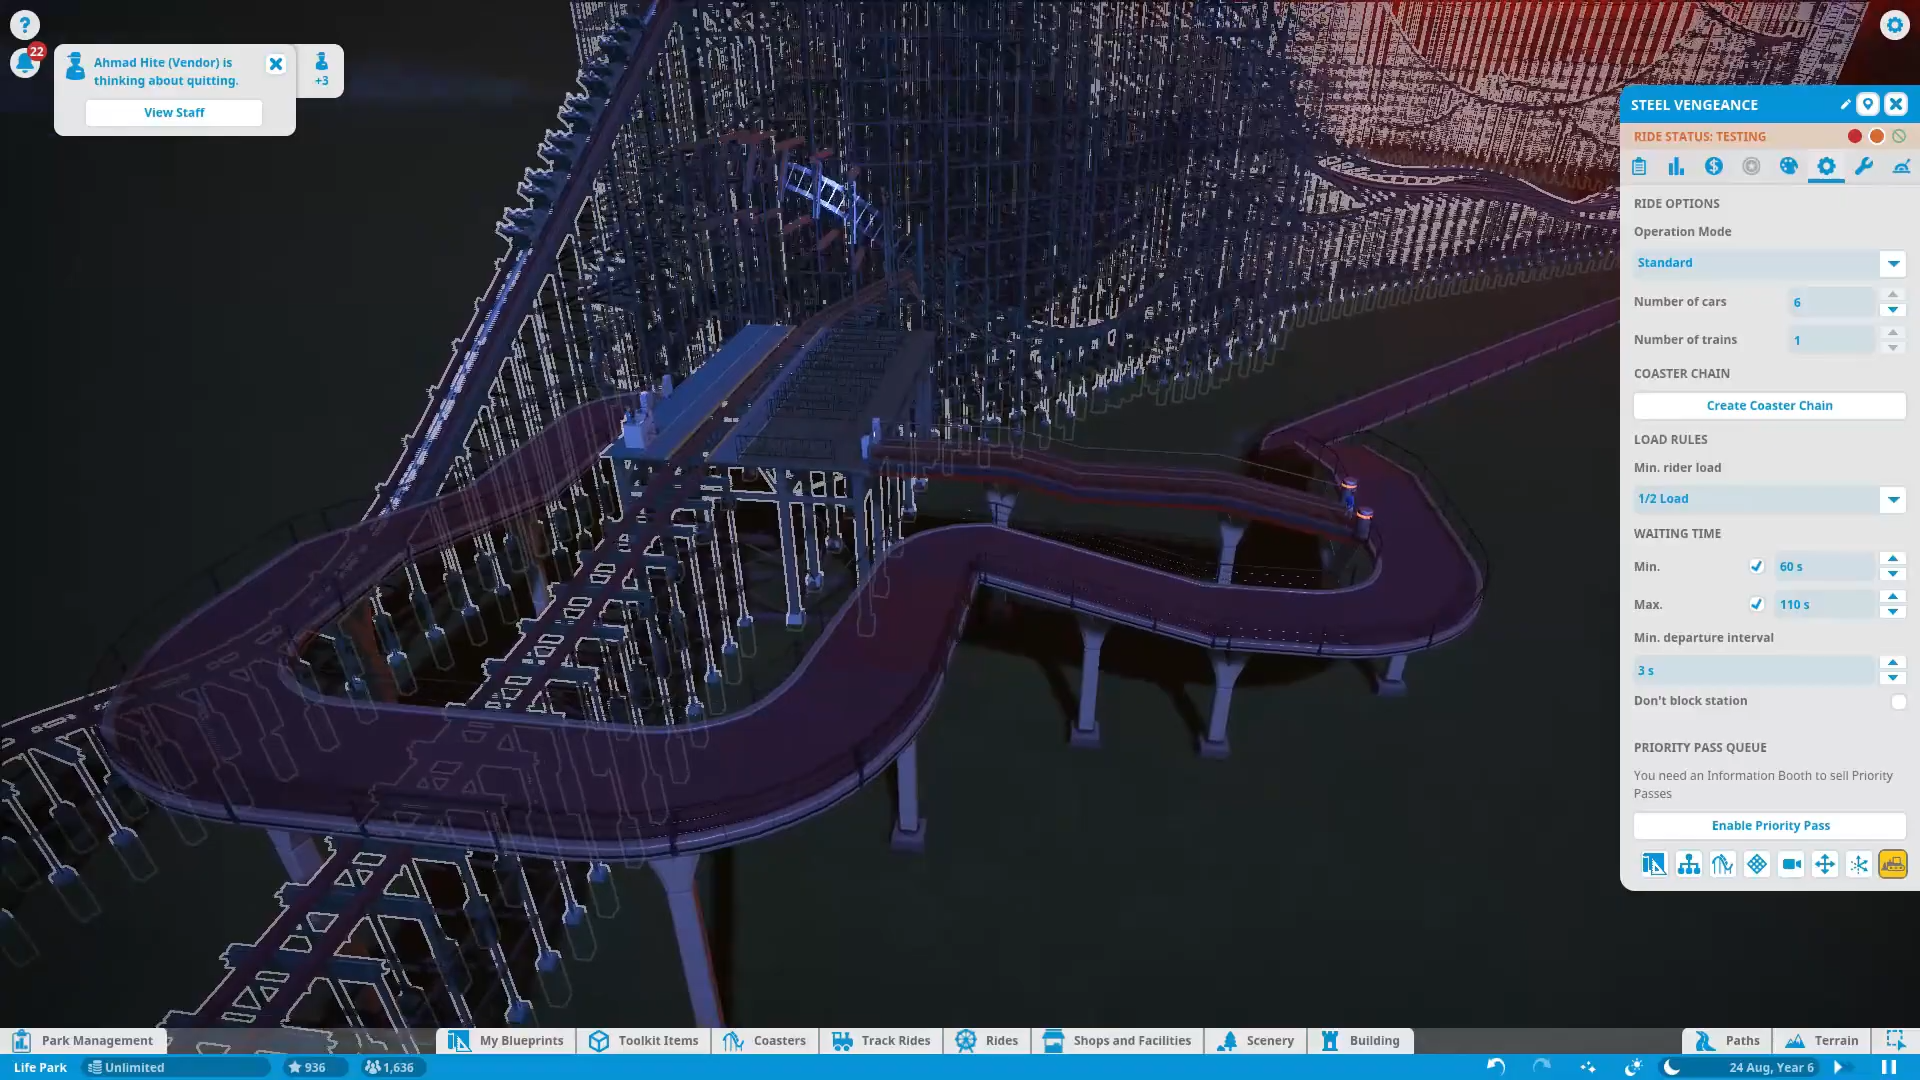 ?
22
Ahmad Hite (Vendor) is
thinking about quitting.
View Staff
+3
STEEL VENGEANCE
RIDE STATUS: TESTING
RIDE OPTIONS
Operation Mode
Standard
Number of cars 6
Number of trains 1
COASTER CHAIN
Create Coaster Chain
LOAD RULES
Min. rider load
1/2 Load
WAITING TIME
Min. 60 s
Max. 110 s
Min. departure interval
3 s
Don't block station
PRIORITY PASS QUEUE
You need an Information Booth to sell Priority
Passes
Enable Priority Pass
Park Management My Blueprints Toolkit Items Coasters Track Rides Rides Shops and Facilities Scenery Building Paths Terrain
Life Park Unlimited 936 1,636 24 Aug, Year 6